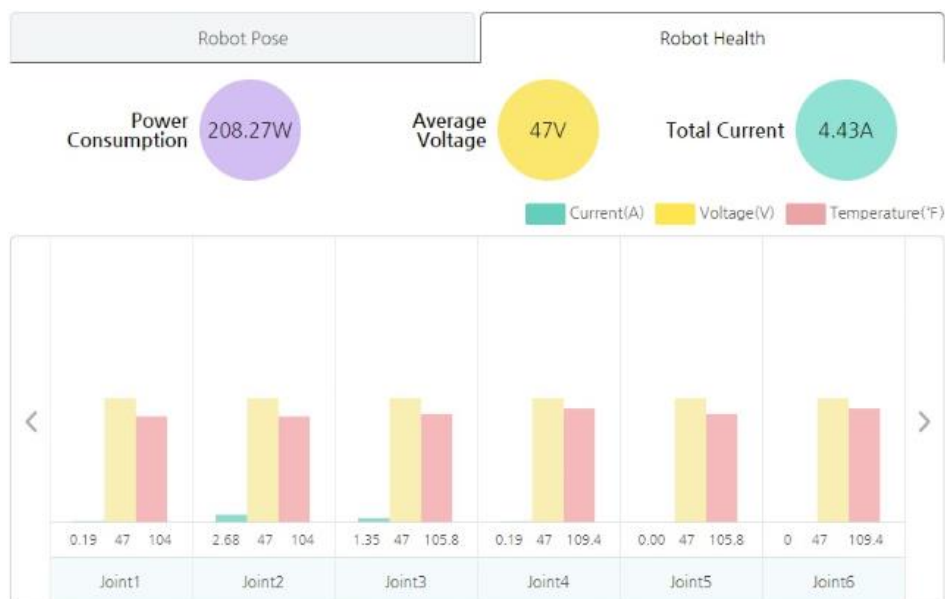 Robot Pose
Robot Health
Power
Consumption
208.27W
Average
Voltage
47V
Total Current
4.43A
Current(A)
Voltage(V)
Temperature(°F)
0.19 47 104
2.68 47 104
1.35 47 105.8
0.19 47 109.4
0.00 47 105.8
0 47 109.4
Joint1
Joint2
Joint3
Joint4
Joint5
Joint6